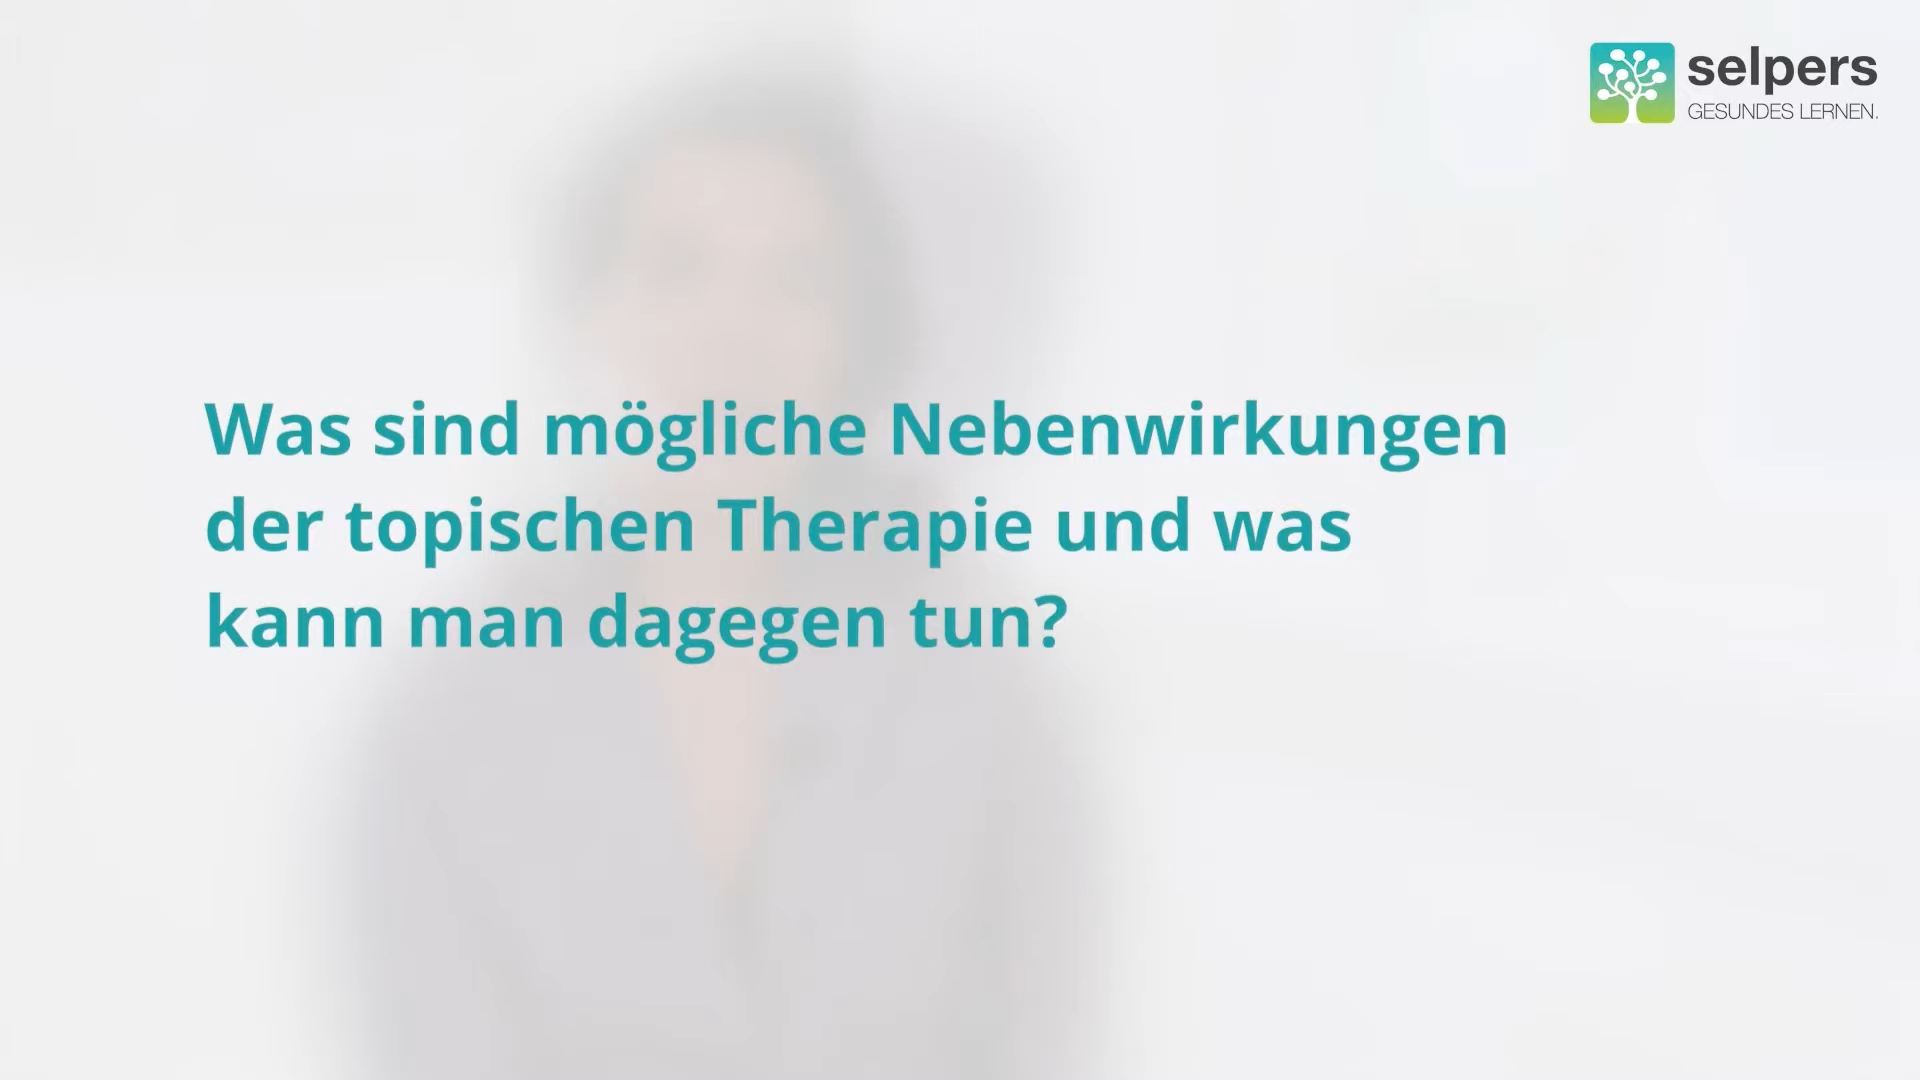 selpers
GESUNDES LERNEN.
Was sind mögliche Nebenwirkungen
der topischen Therapie und was
kann man dagegen tun?